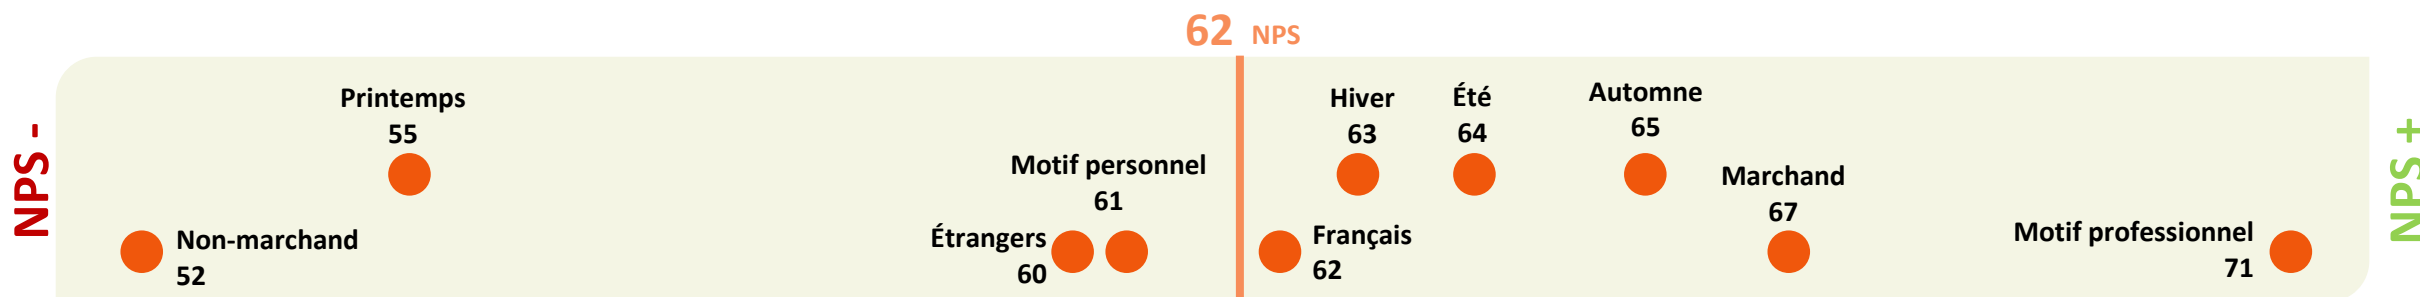 62 NPS
NPS -
Printemps
55
Non-marchand
52
Motif personnel
61
Étrangers
60
Hiver
63
Été
64
Automne
65
Français
62
Marchand
67
Motif professionnel
71
NPS +